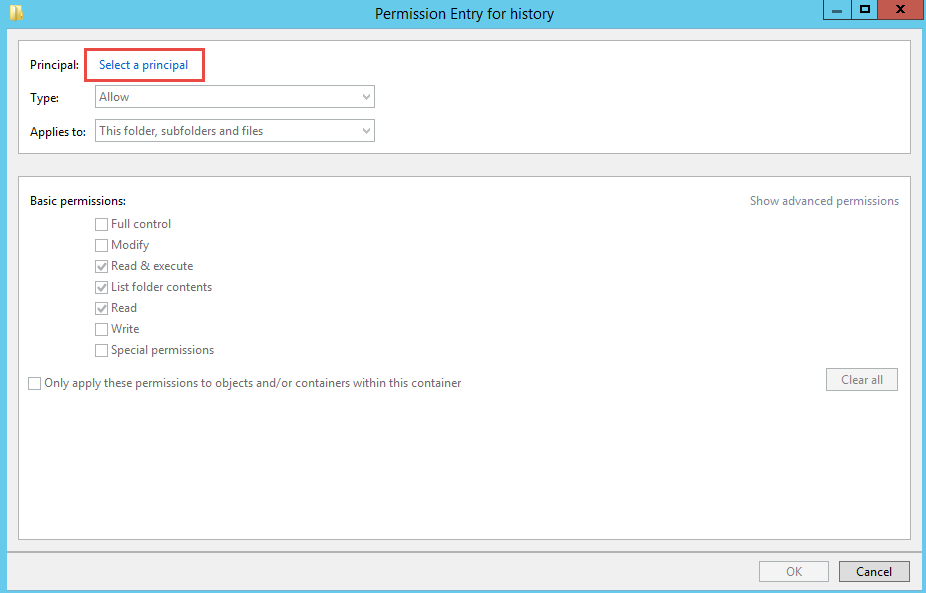 Permission Entry for history
Principal: Select a principal
Type: Allow
Applies to: This folder, subfolders and files
Basic permissions: Show advanced permissions
Full control
Modify
Read & execute
List folder contents
Read
Write
Special permissions
Only apply these permissions to objects and/or containers within this container
Clear all
OK Cancel